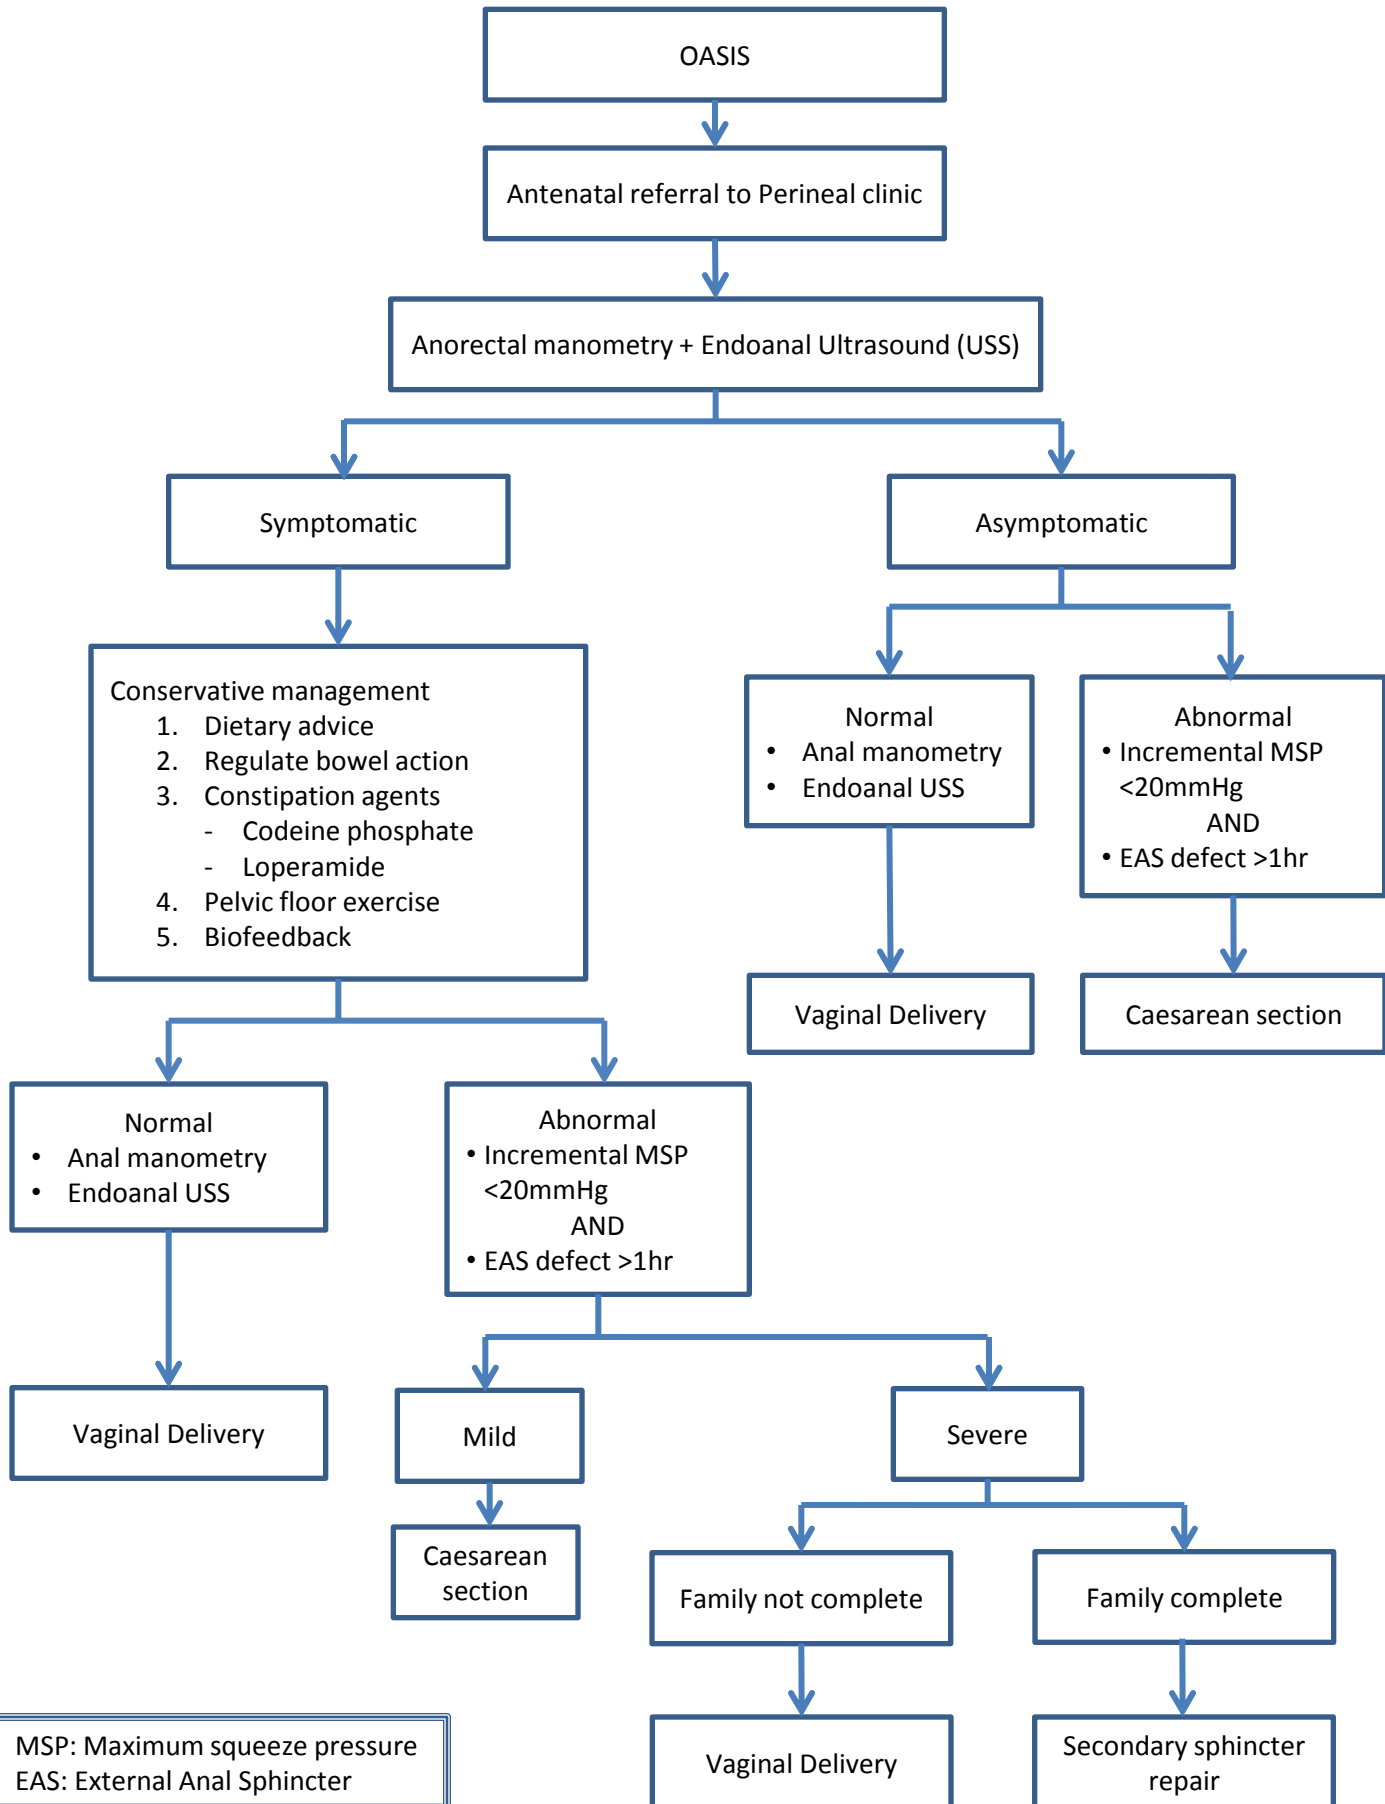 OASIS
Antenatal referral to Perineal clinic
Anorectal manometry + Endoanal Ultrasound (USS)
Symptomatic
Asymptomatic
Conservative management
1. Dietary advice
2. Regulate bowel action
3. Constipation agents
- Codeine phosphate
- Loperamide
4. Pelvic floor exercise
5. Biofeedback
Normal
• Anal manometry
• Endoanal USS
Abnormal
• Incremental MSP
<20mmHg
AND
• EAS defect >1hr
Vaginal Delivery
Caesarean section
Normal
• Anal manometry
• Endoanal USS
Abnormal
• Incremental MSP
<20mmHg
AND
• EAS defect >1hr
Vaginal Delivery
Mild
Severe
Caesarean
section
Family not complete
Family complete
Vaginal Delivery
Secondary sphincter
repair
MSP: Maximum squeeze pressure
EAS: External Anal Sphincter